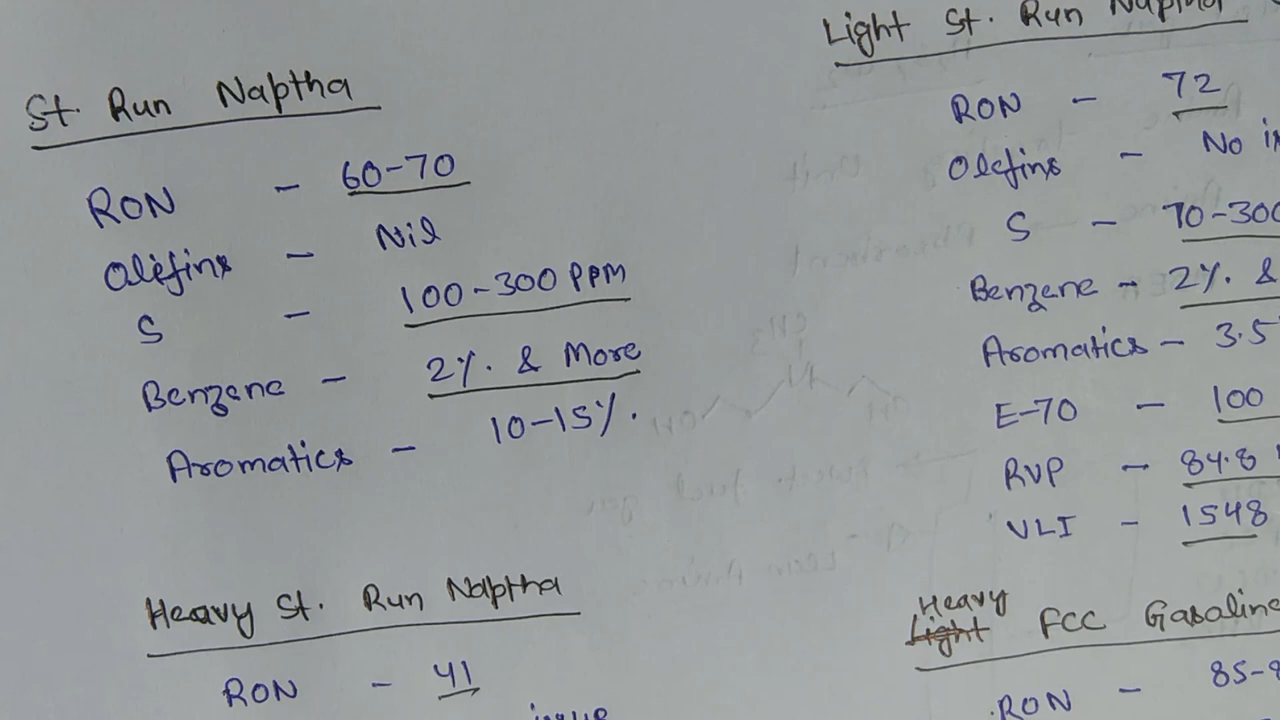 St. Run Naptha
RON - 60-70
Olefins - Nil
S - 100-300 PPM
Benzene - 2% & More
Aromatics - 10-15%.
Heavy St. Run Naptha
RON - 41
Light St. Run Naptha
RON - 72
Olefins - No
S - 70-300
Benzene - 2% &
Aromatics - 3.5
E-70 - 100
RVP - 84.8
VLI - 1548
Heavy
FCC Gasoline
RON - 85-